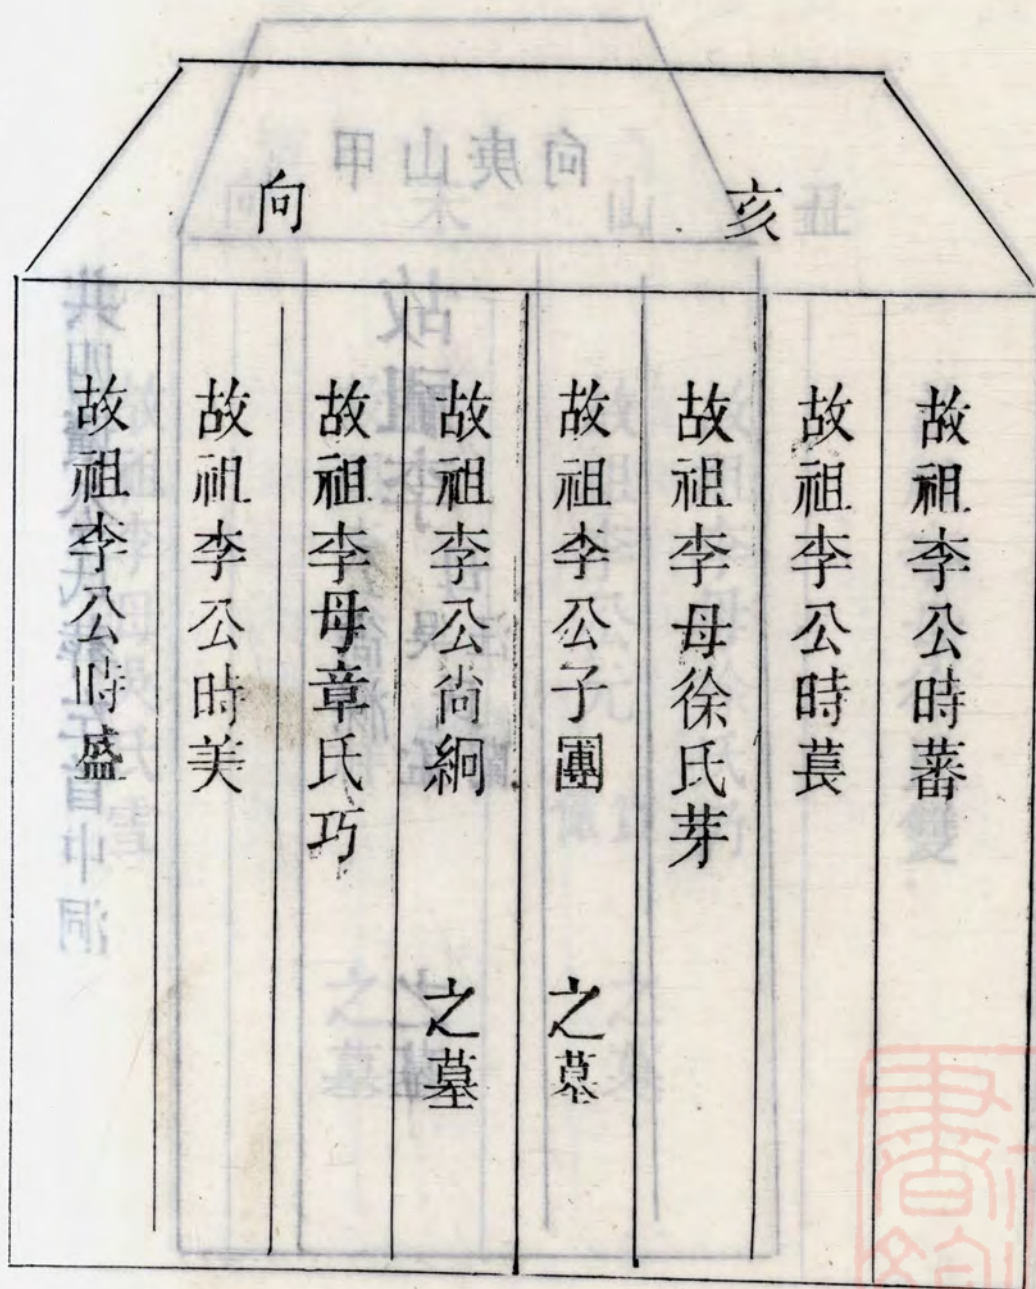 亥向
故祖李公時蕃
故祖李公時萇
故祖李母徐氏芽
故祖李公子團之墓
故祖李公尚絅之墓
故祖李母章氏巧
故祖李公時美
故祖李公時盛